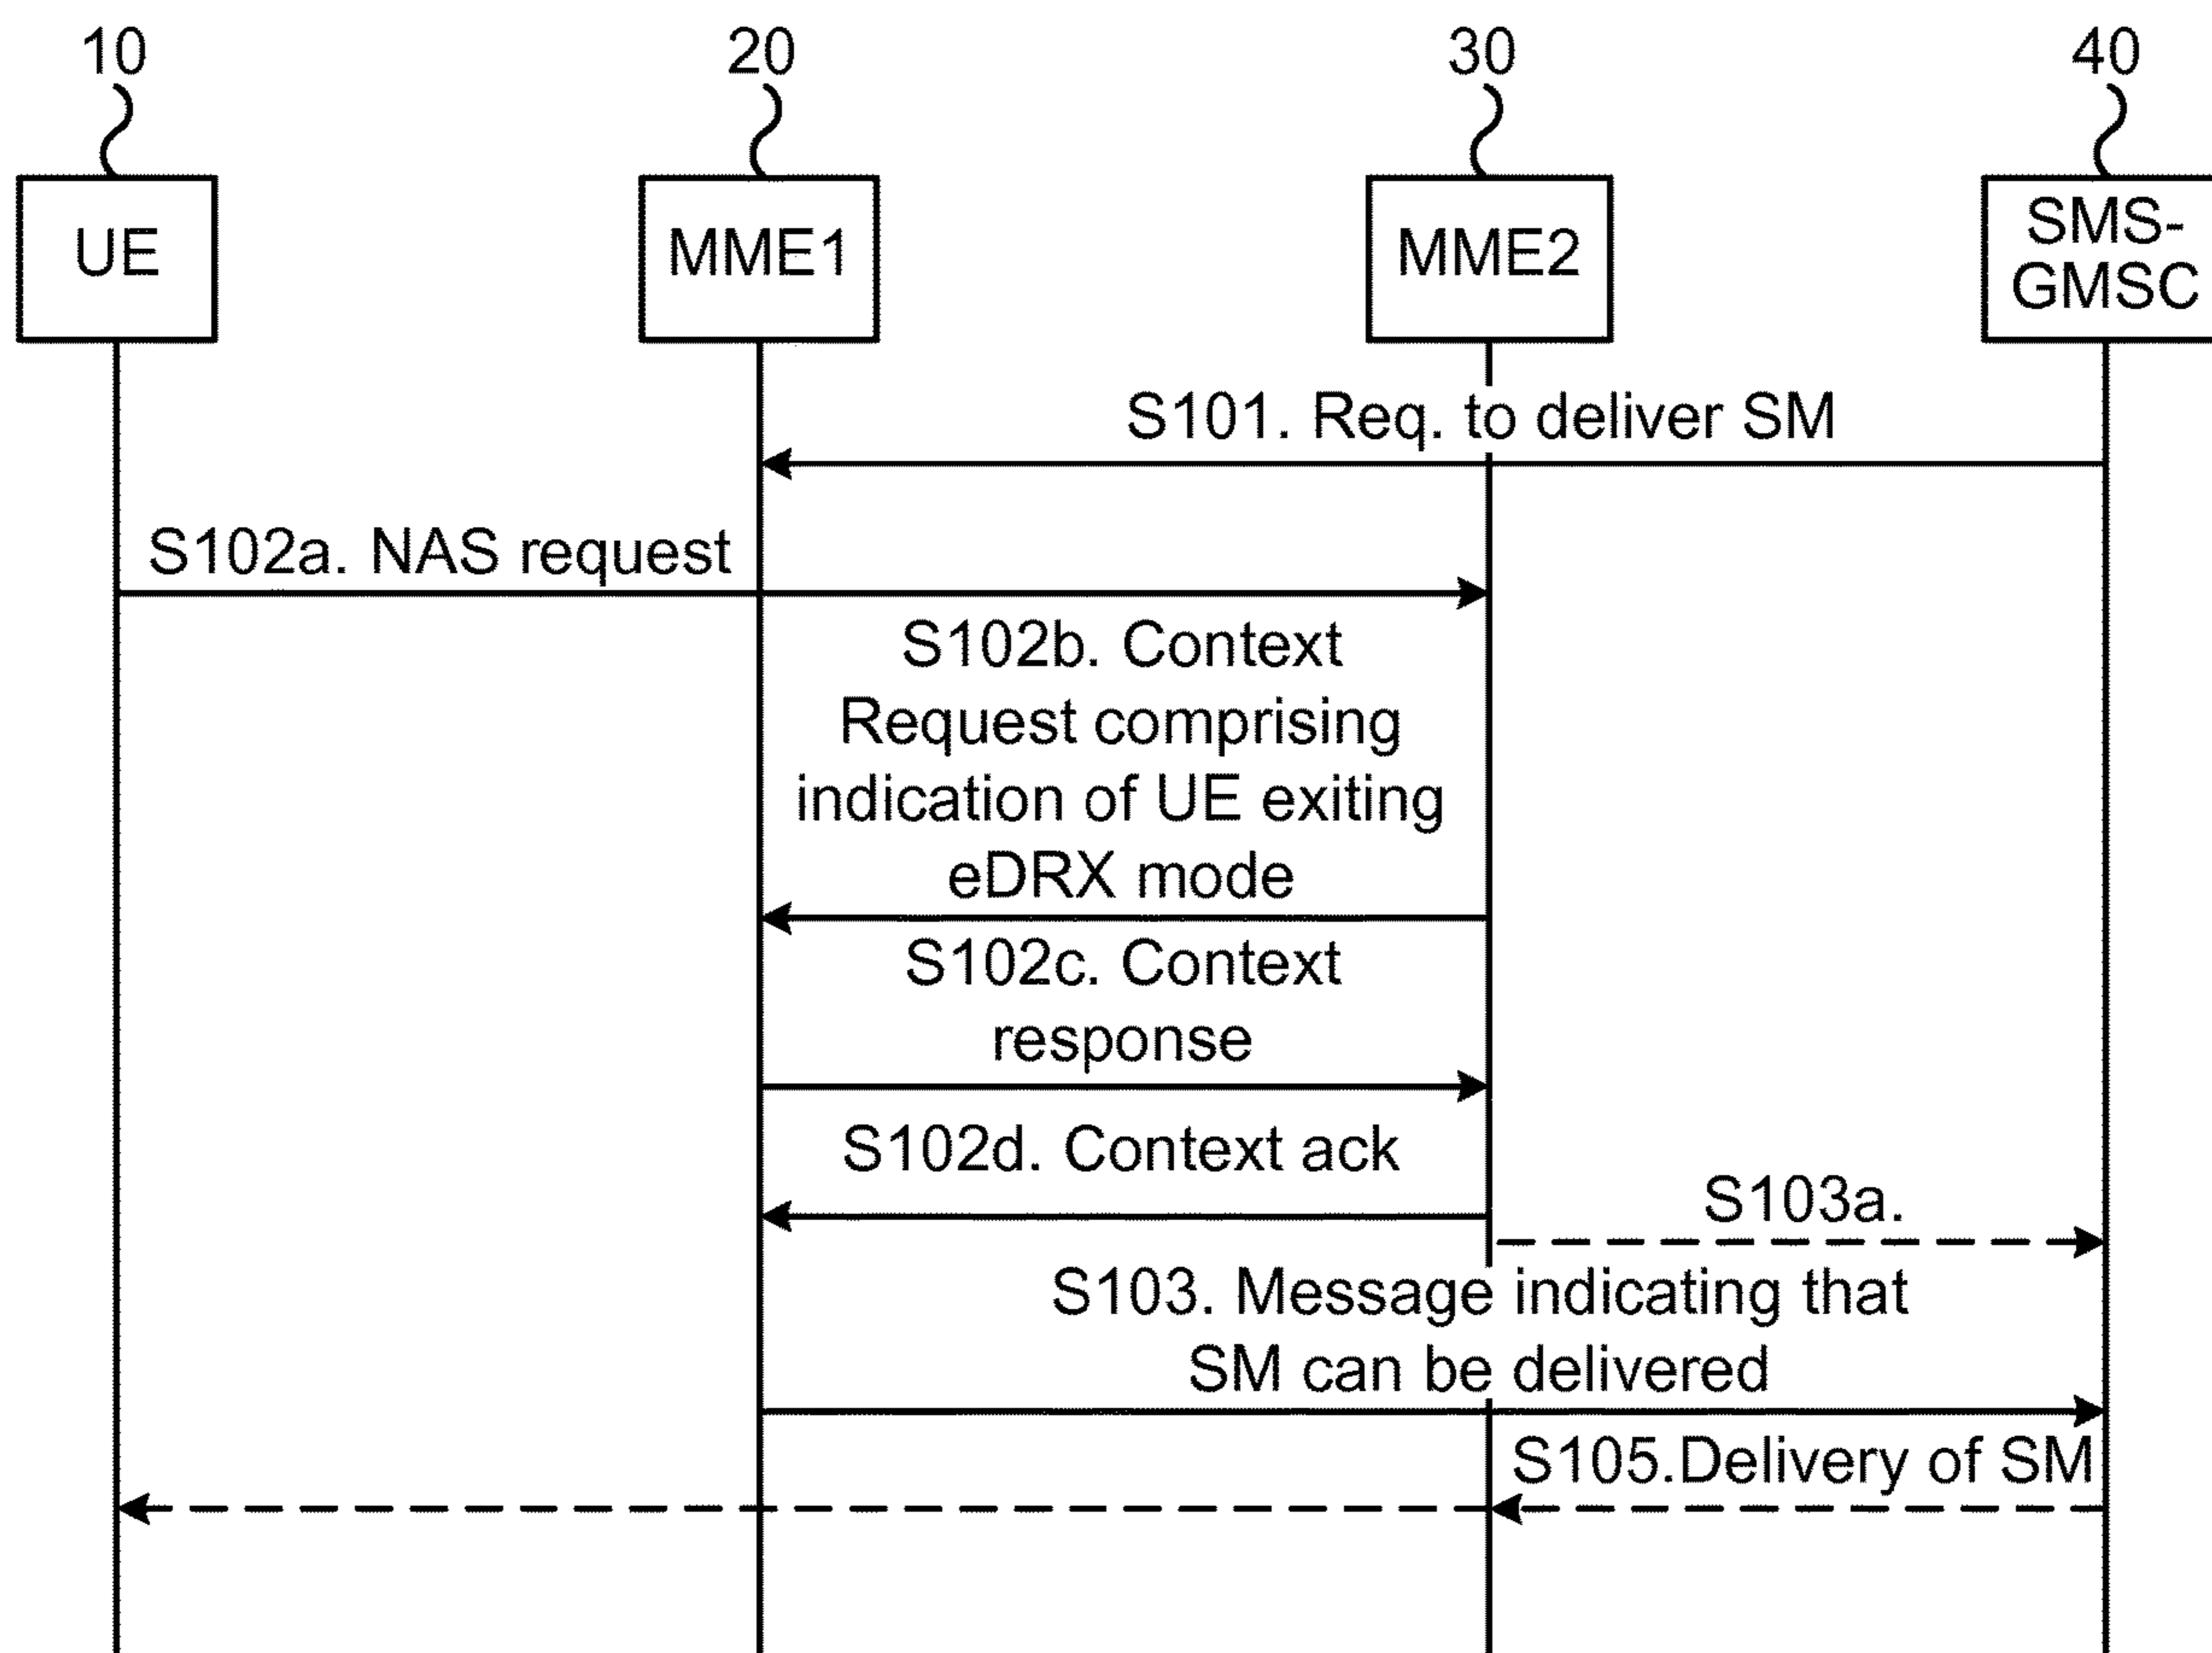 10
20
30
40
UE
MME1
MME2
SMS-
GMSC
S101. Req. to deliver SM
S102a. NAS request
S102b. Context
Request comprising
indication of UE exiting
eDRX mode
S102c. Context
response
S102d. Context ack
S103a.
S103. Message indicating that
SM can be delivered
S105.Delivery of SM